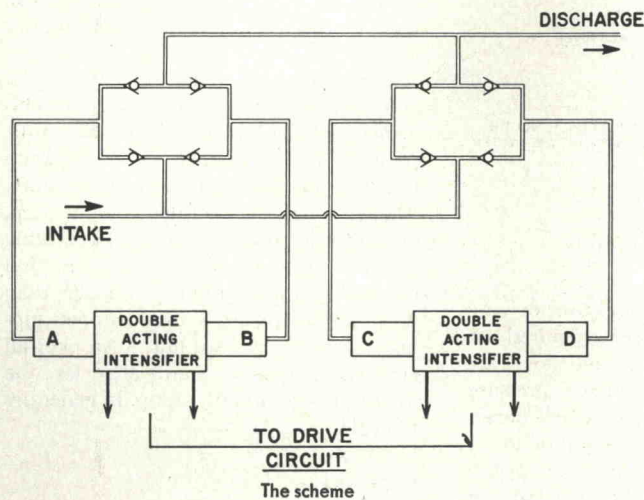 DISCHARGE
INTAKE
A
DOUBLE
ACTING
INTENSIFIER
B
C
DOUBLE
ACTING
INTENSIFIER
D
TO DRIVE
CIRCUIT
The scheme